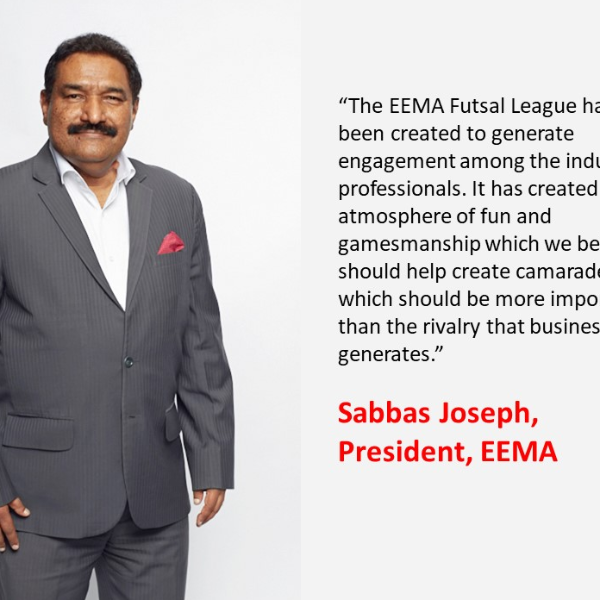 “The EEMA Futsal League ha
been created to generate
engagement among the indu
professionals. It has created
atmosphere of fun and
gamesmanship which we be
should help create camarade
which should be more impo
than the rivalry that busines
generates.”
Sabbas Joseph,
President, EEMA